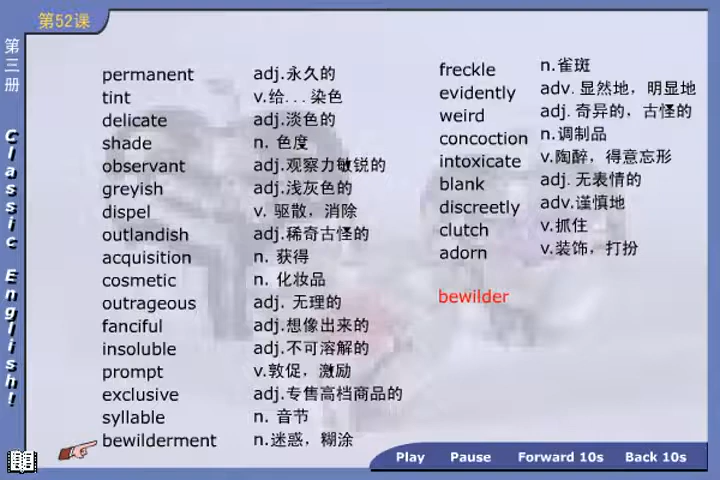 第52课
第三册
Classic English!
permanent adj.永久的
tint v.给...染色
delicate adj.淡色的
shade n. 色度
observant adj.观察力敏锐的
greyish adj.浅灰色的
dispel v. 驱散，消除
outlandish adj.稀奇古怪的
acquisition n. 获得
cosmetic n. 化妆品
outrageous adj. 无理的
fanciful adj.想像出来的
insoluble adj.不可溶解的
prompt v.敦促，激励
exclusive adj.专售高档商品的
syllable n. 音节
bewilderment n.迷惑，糊涂
freckle n.雀斑
evidently adv. 显然地，明显地
weird adj. 奇异的，古怪的
concoction n.调制品
intoxicate v.陶醉，得意忘形
blank adj. 无表情的
discreetly adv.谨慎地
clutch v.抓住
adorn v.装饰，打扮
bewilder
Play Pause Forward 10s Back 10s